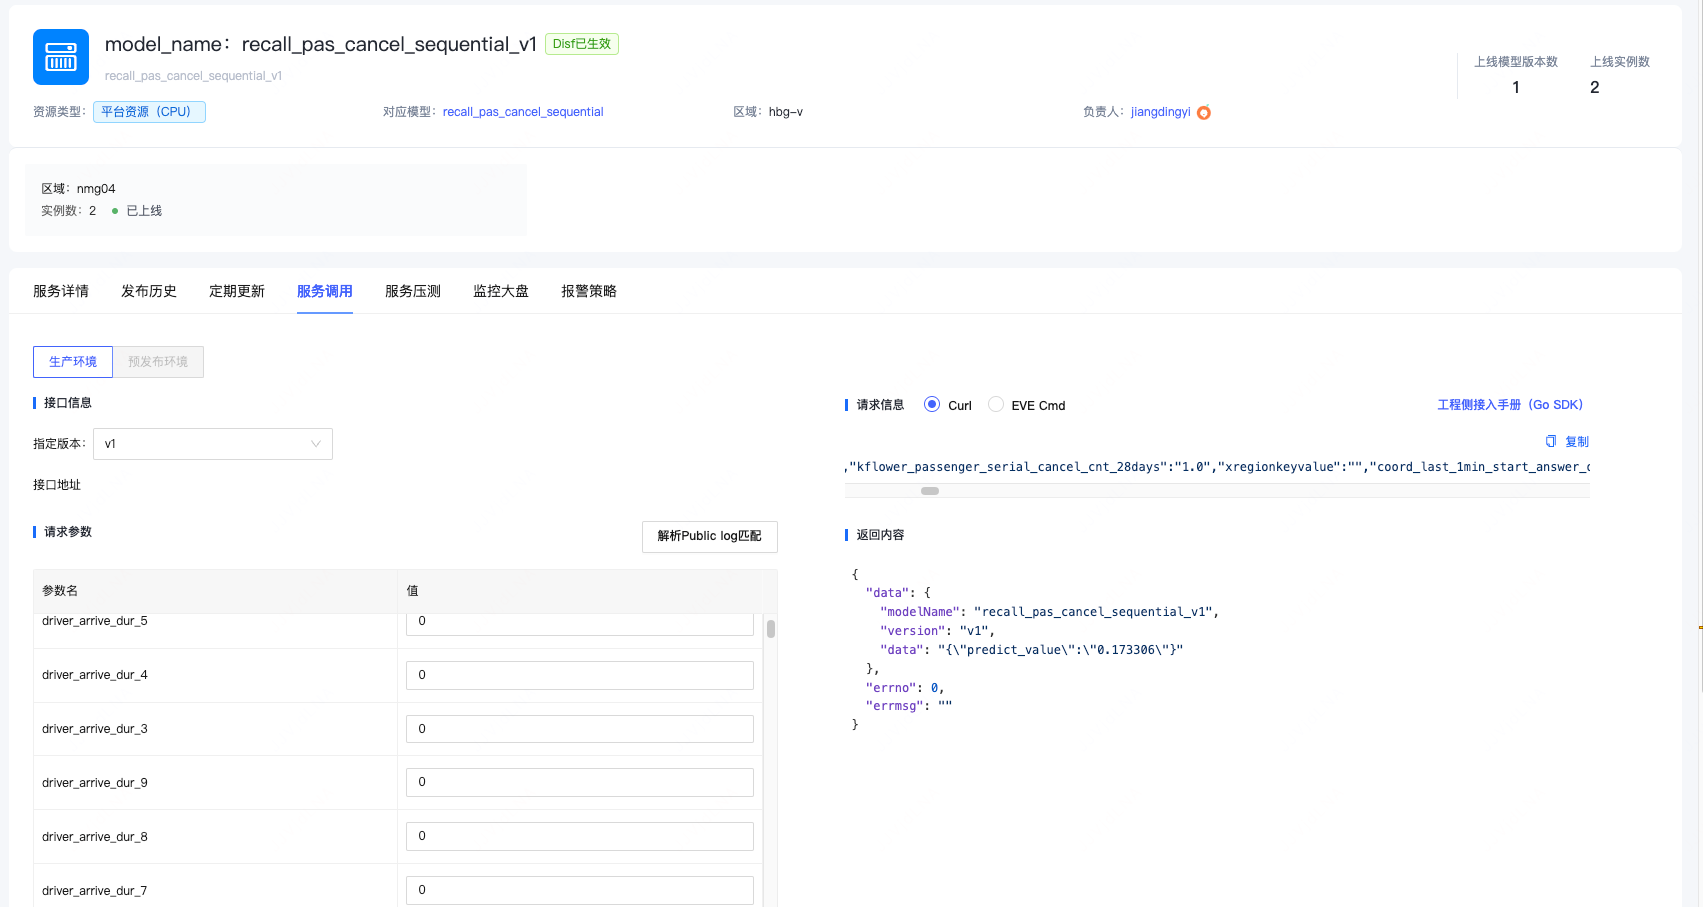 model_name：recall_pas_cancel_sequential_v1 Disf已生效
recall_pas_cancel_sequential_v1
上线模型版本数 上线实例数
1 2
资源类型：平台资源（CPU） 对应模型：recall_pas_cancel_sequential 区域：hbg-v 负责人：jiangdingyi
区域：nmg04
实例数：2 已上线
服务详情 发布历史 定期更新 服务调用 服务压测 监控大盘 报警策略
生产环境 预发布环境
接口信息
指定版本：v1
接口地址
请求参数 解析Public log匹配
参数名 值
driver_arrive_dur_5 0
driver_arrive_dur_4 0
driver_arrive_dur_3 0
driver_arrive_dur_9 0
driver_arrive_dur_8 0
driver_arrive_dur_7 0
请求信息 Curl EVE Cmd 工程侧接入手册（Go SDK）
复制
,"kflower_passenger_serial_cancel_cnt_28days":"1.0","xregionkeyvalue":"","coord_last_1min_start_answer_
返回内容
{
"data": {
"modelName": "recall_pas_cancel_sequential_v1",
"version": "v1",
"data": "{\"predict_value\":\"0.173306\"}"
},
"errno": 0,
"errmsg": ""
}